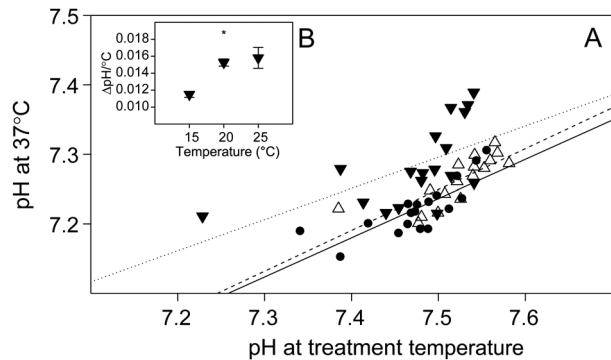 7.5
7.4
7.3
7.2
pH at 37°C
7.2 7.3 7.4 7.5 7.6
pH at treatment temperature
A
B
*
0.018
0.016
0.014
0.012
0.010
ΔpH/°C
15 20 25
Temperature (°C)